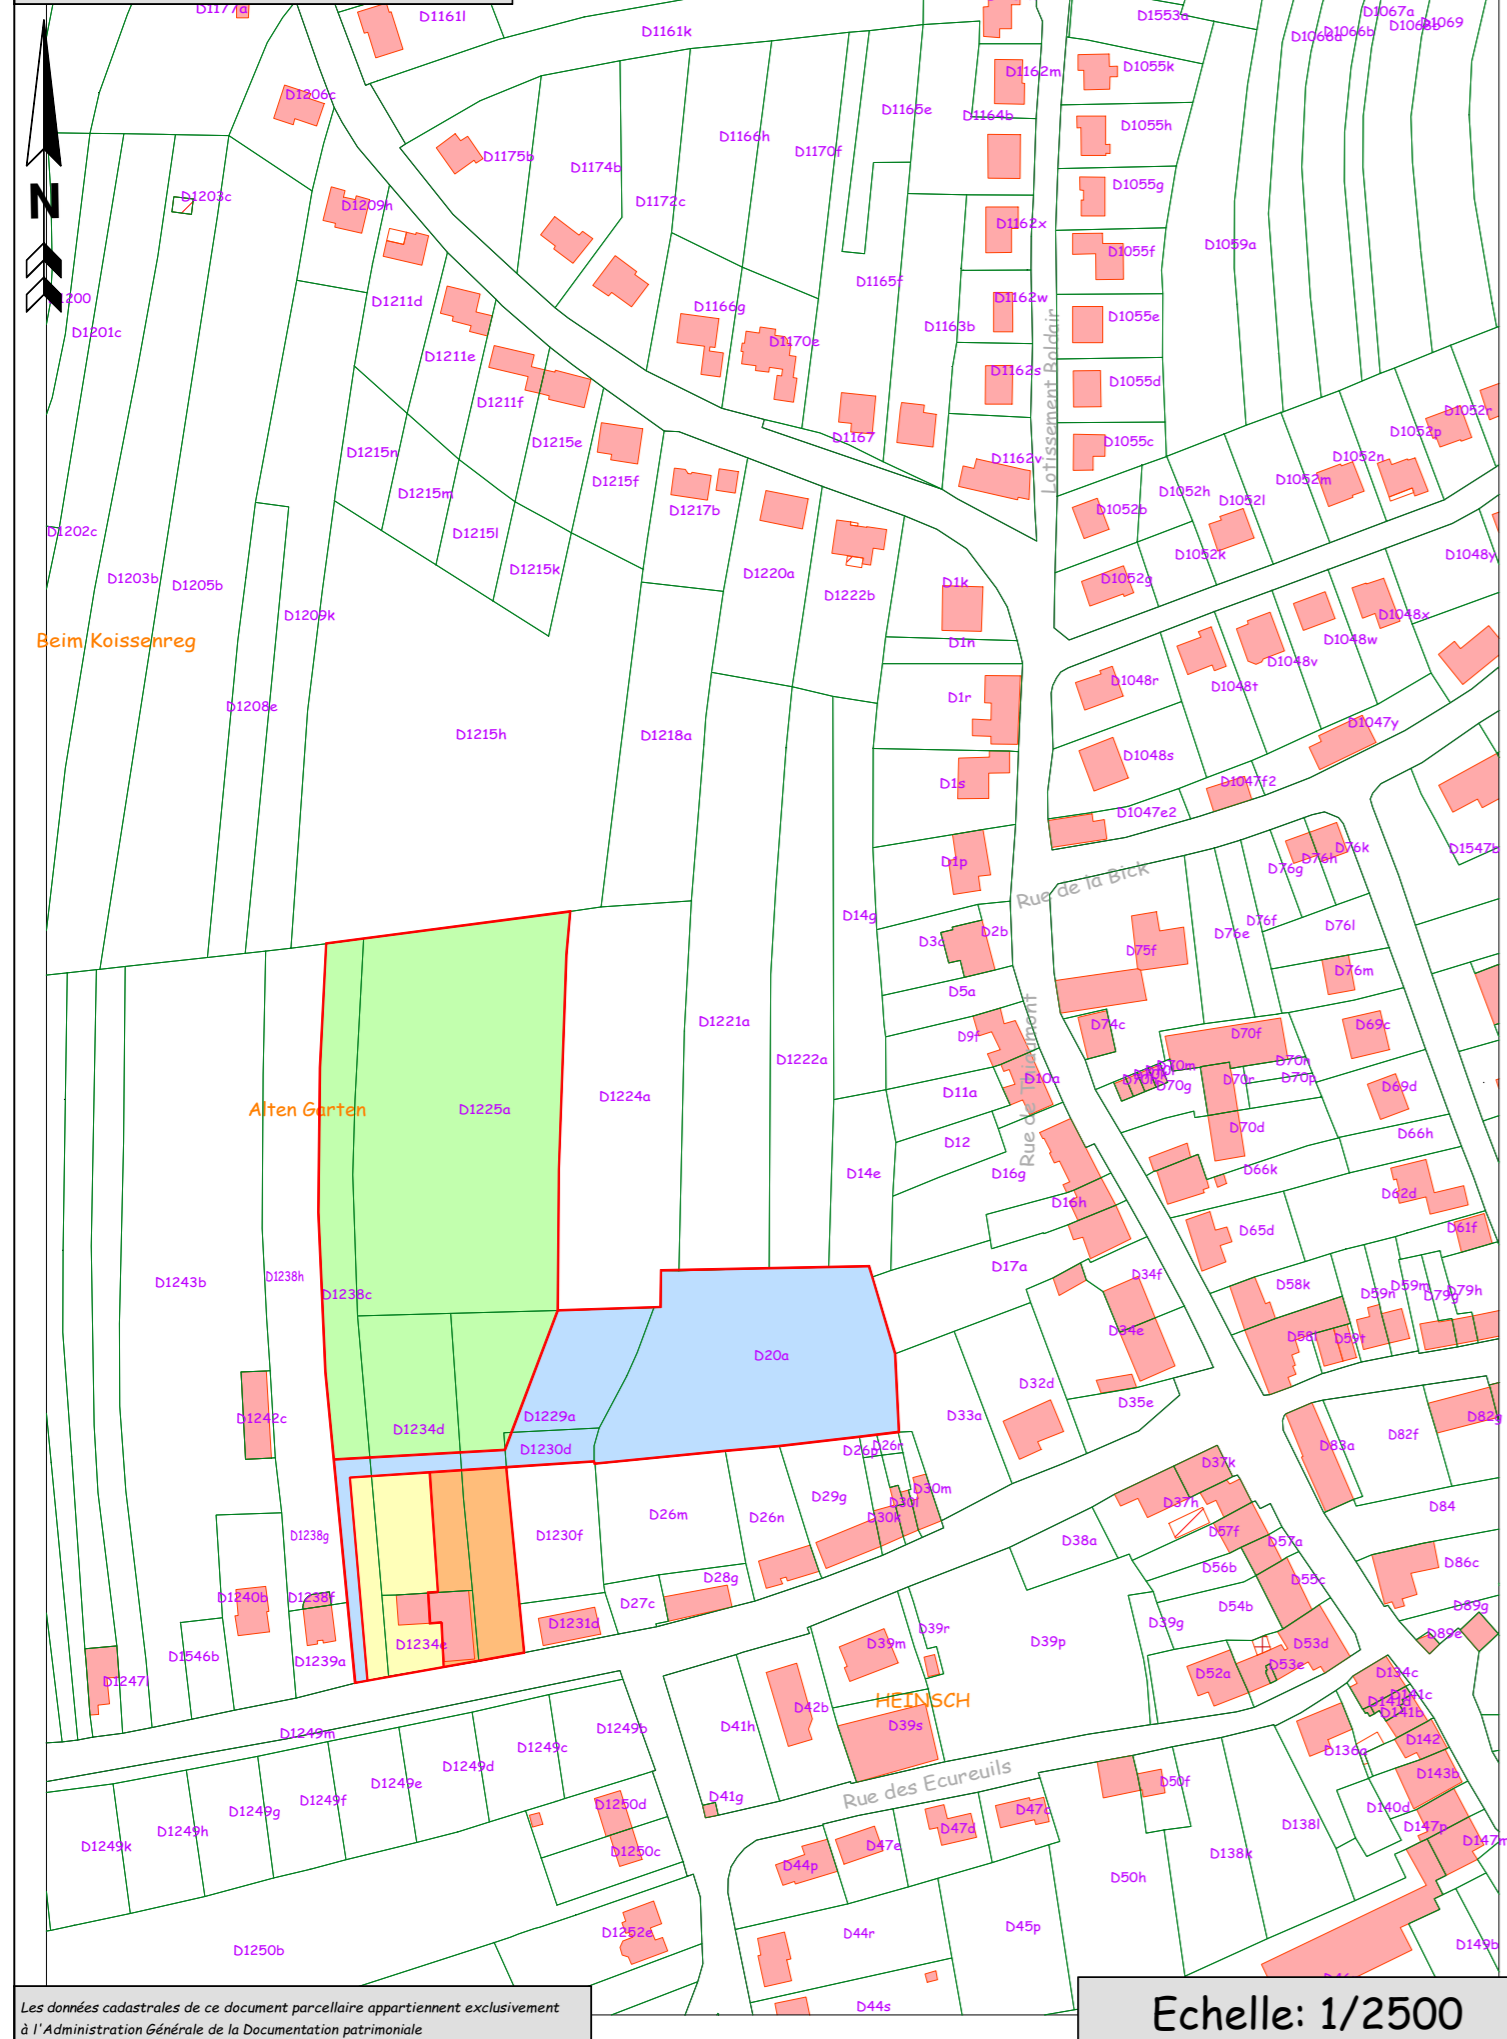 D1177a
D1161l
D1161k
D1553a
D1067a
D1066a
D1066b
D1069
D1206c
D1162m
D1055k
D1165e
D1164b
D1055h
D1175b
D1174b
D1166h
D1170f
N
D1203c
D1209h
D1172c
D1055g
D1162x
D1055f
D1059a
D1200
D1211d
D1165f
D1162w
D1201c
D1166g
D1163b
D1055e
D1170e
D1211e
D1162s
D1055d
Lotissement Boldair
D1211f
D1215e
D1167
D1055c
D1052r
D1052p
D1215n
D1162v
D1052n
D1215m
D1215f
D1052h
D1052l
D1052m
D1217b
D1052b
D1202c
D1215l
D1052k
D1048y
D1203b
D1205b
D1215k
D1220a
D1222b
D1k
D1052g
D1209k
D1048x
Beim Koissenreg
D1n
D1048w
D1048v
D1048r
D1048t
D1208e
D1r
D1215h
D1218a
D1047y
D1048s
D1s
D1047f2
D1047e2
D1p
D76k
D76h
D76g
D1547b
Rue de la Bick
D14g
D76f
D76l
D76e
D2b
D75f
D76m
D5a
D1221a
D74c
D69c
D9f
D70f
D1222a
D70m
D70n
D70g
D70r
D70p
D10a
D69d
D11a
D1224a
Alten Garten
D1225a
Rue de Thiaumont
D12
D70d
D66h
D14e
D16g
D66k
D62d
D16h
D65d
D61f
D17a
D34f
D1243b
D1238h
D1238c
D58k
D59n
D59m
D79g
D79h
D34e
D58l
D59t
D20a
D32d
D35e
D1242c
D1234d
D1229a
D33a
D82g
D82f
D83a
D1230d
D26p
D26r
D37k
D30m
D29g
D30l
D30k
D37h
D84
D1238g
D1230f
D26m
D26n
D57f
D57a
D38a
D56b
D86c
D55c
D28g
D1240b
D1238f
D27c
D54b
D89g
D1231d
D39g
D39r
D39m
D39p
D89e
D1234e
D53d
D1546b
D1239a
D53e
D52a
D134c
D1247l
HEINSCH
D141c
D141d
D141b
D42b
D1249m
D1249b
D41h
D39s
D142
D1249c
D136a
D1249d
D143b
D1249e
Rue des Ecureuils
D50f
D1249f
D41g
D1250d
D47c
D140d
D1249g
D1249h
D47d
D138l
D147p
D147m
D1249k
D47e
D1250c
D138k
D44p
D50h
D1252e
D44r
D45p
D1250b
D149b
D44s
Les données cadastrales de ce document parcellaire appartiennent exclusivement
à l'Administration Générale de la Documentation patrimoniale
Echelle: 1/2500